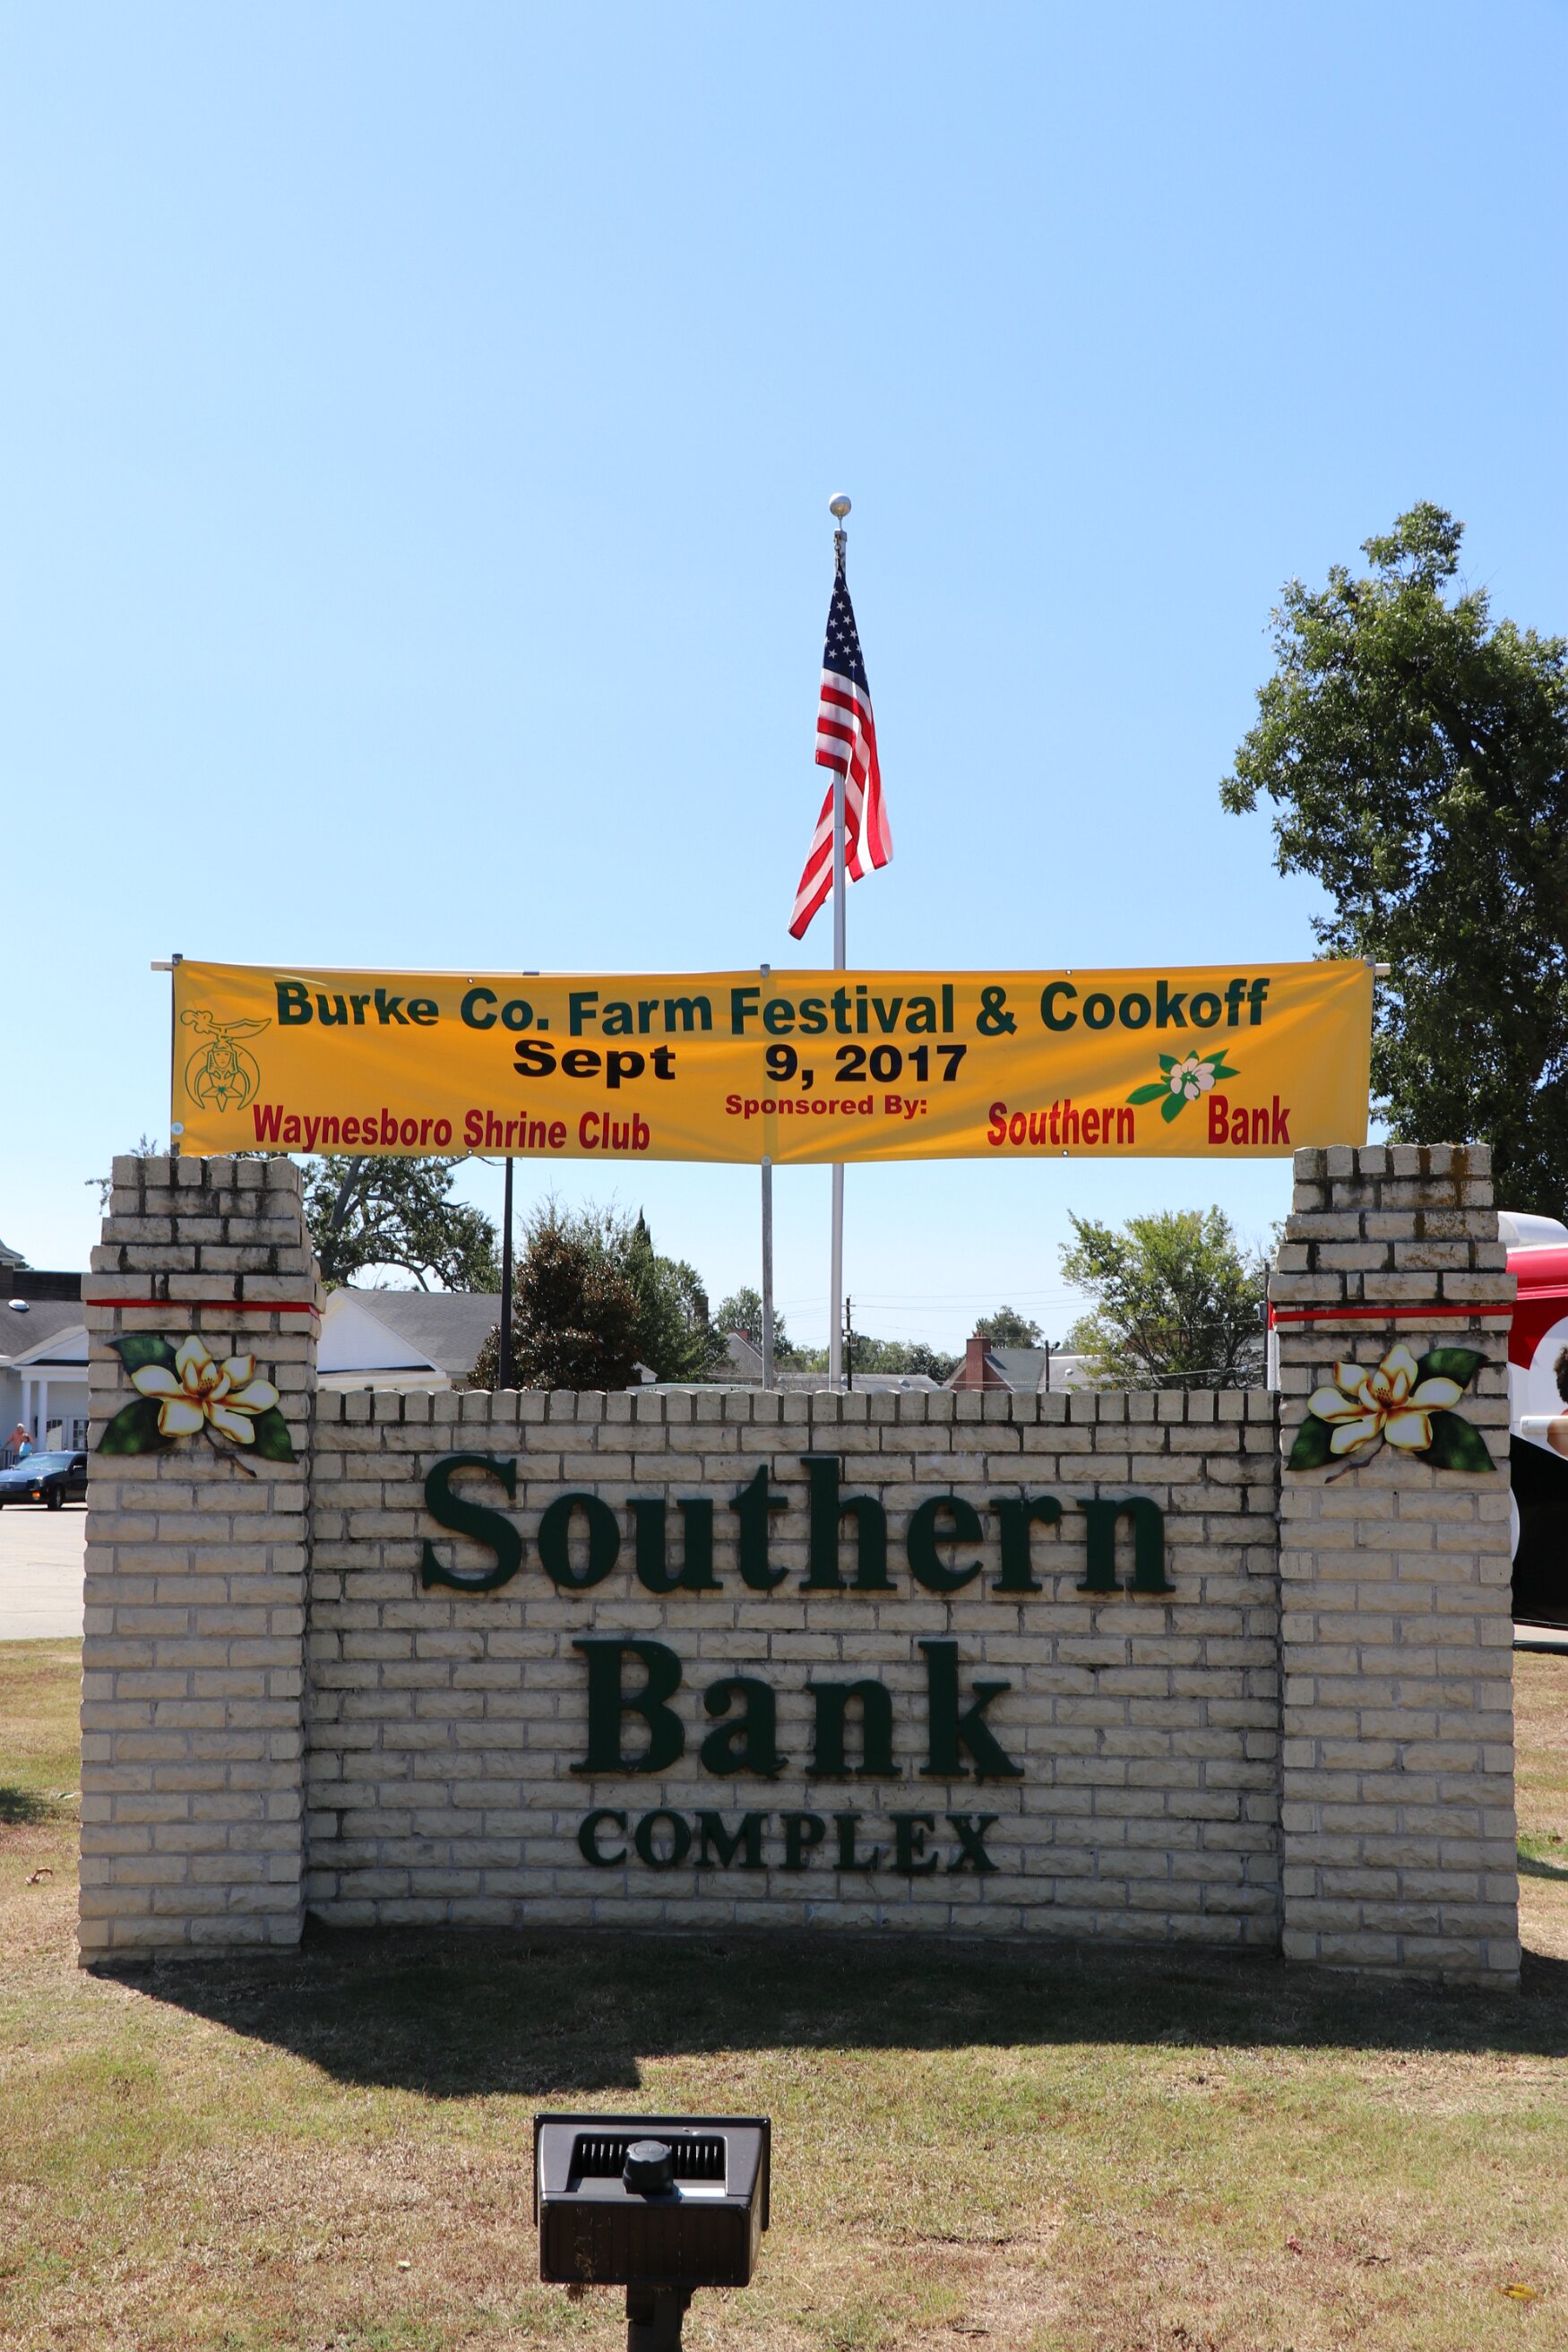 Burke Co. Farm Festival & Cookoff
Sept 9, 2017
Sponsored By:
Waynesboro Shrine Club
Southern Bank
Southern
Bank
COMPLEX